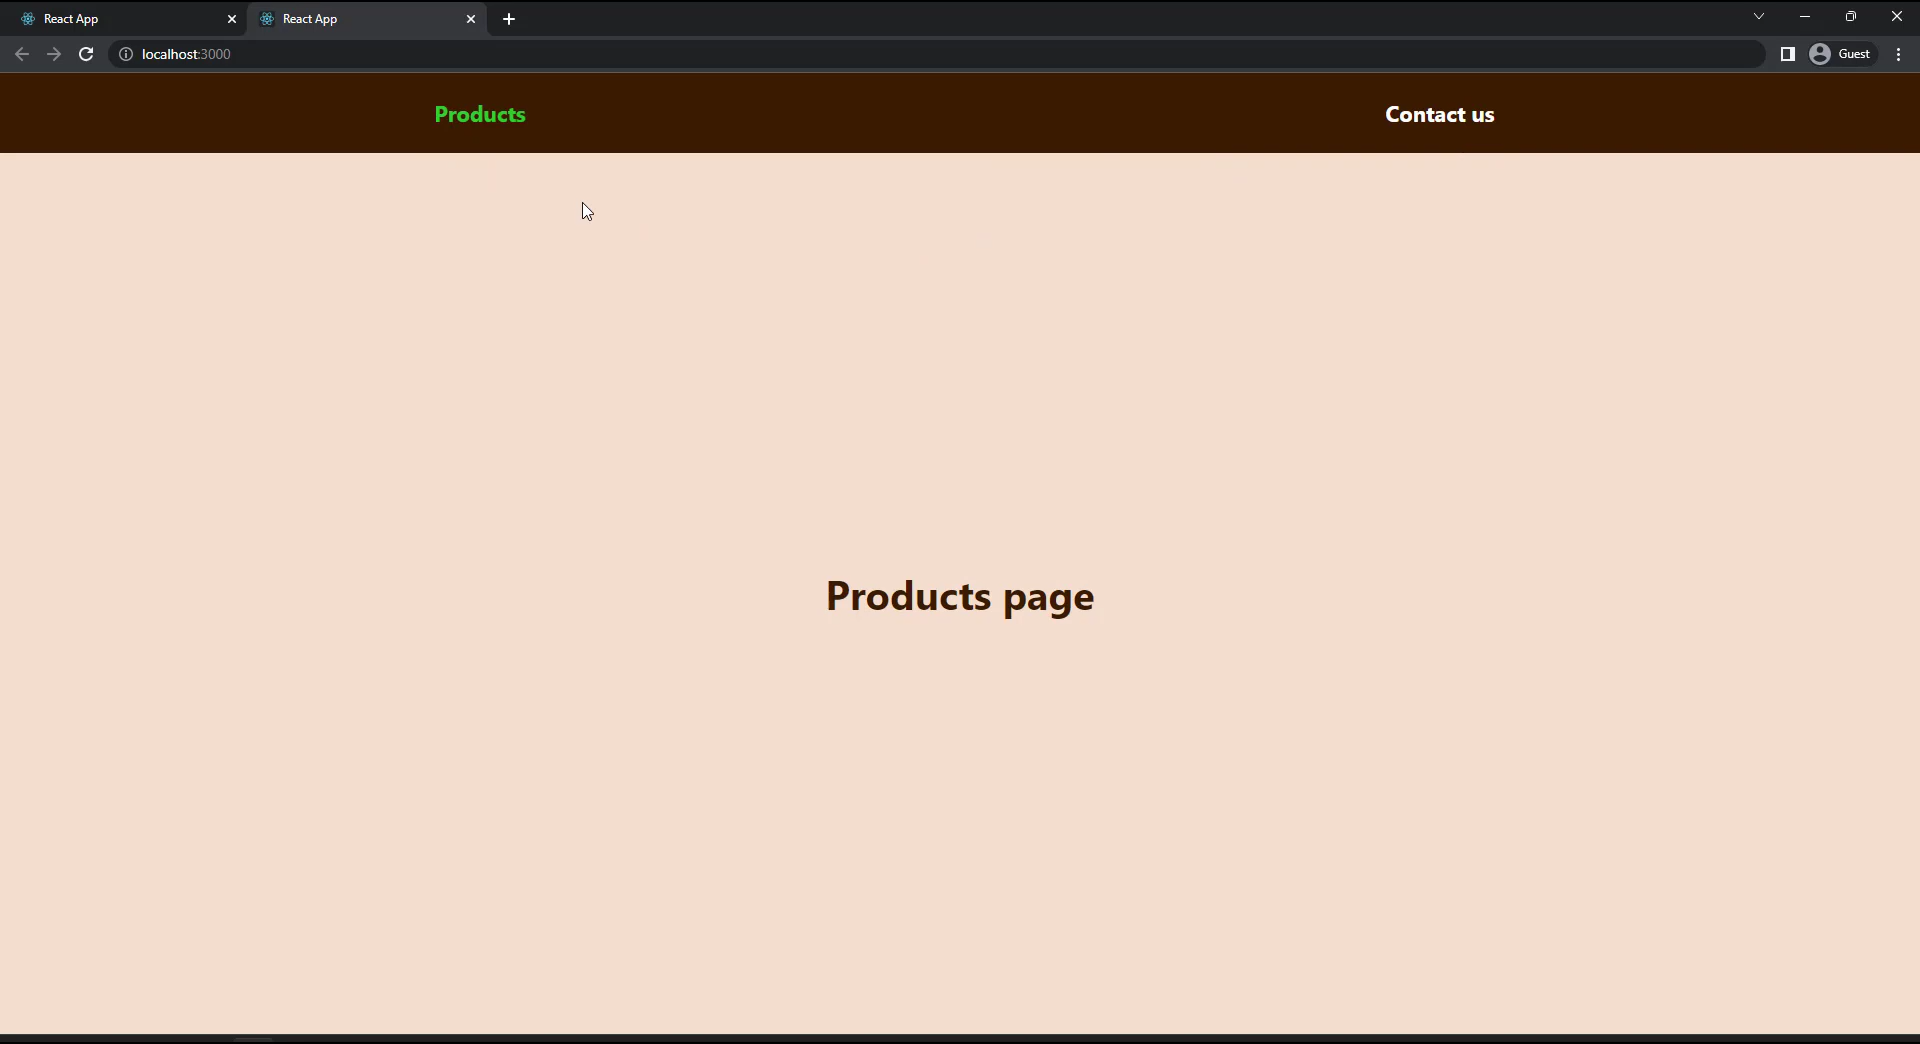 React App
React App
localhost:3000
Guest
Products
Contact us
Products page